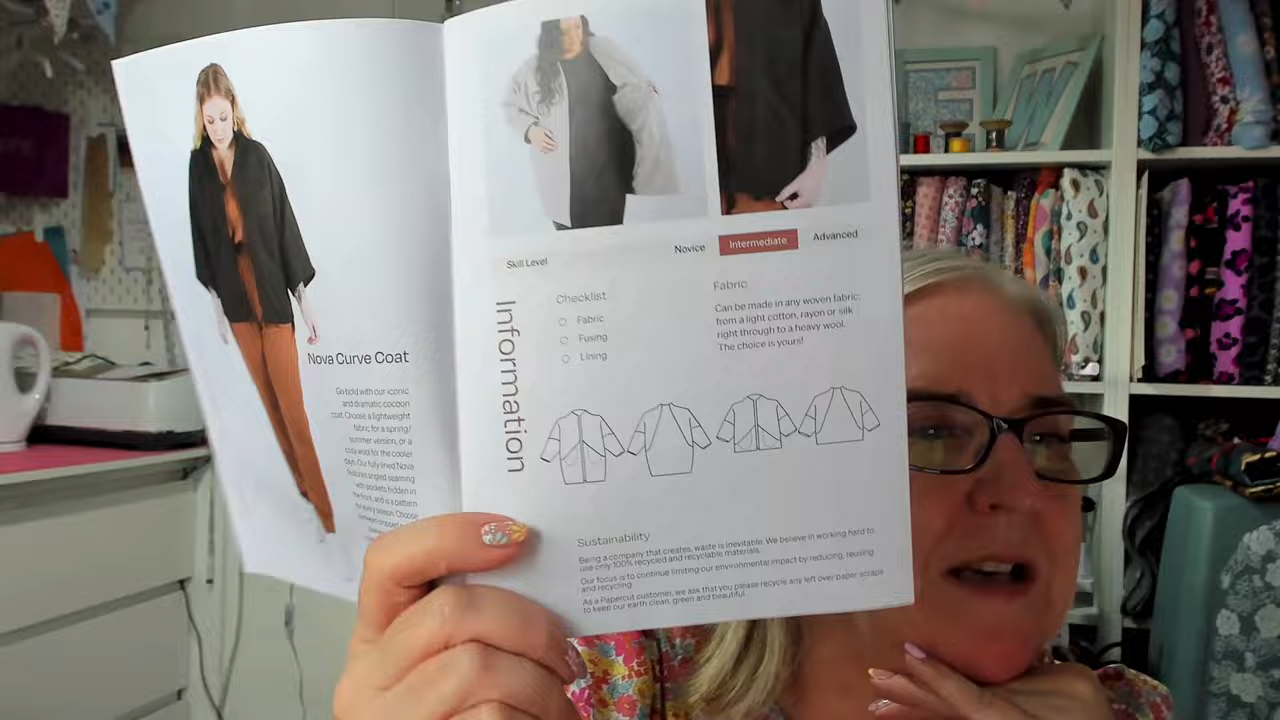 Nova Curve Coat
Go bold with our iconic
and dramatic cocoon
coat. Choose a lightweight
fabric for a spring/
summer version, or a
cosy wool for the cooler
days. Our fully lined Nova
features angled seaming
with pockets hidden in
the front, and is a pattern
for every season. Choose
between cropped
Skill Level
Novice Intermediate Advanced
Information
Checklist
Fabric
Fusing
Lining
Fabric
Can be made in any woven fabric;
from a light cotton, rayon or silk
right through to a heavy wool.
The choice is yours!
Sustainability
Being a company that creates, waste is inevitable. We believe in working hard to
use only 100% recycled and recyclable materials.
Our focus is to continue limiting our environmental impact by reducing, reusing
and recycling
As a Papercut customer, we ask that you please recycle any left over paper scraps
to keep our earth clean, green and beautiful.